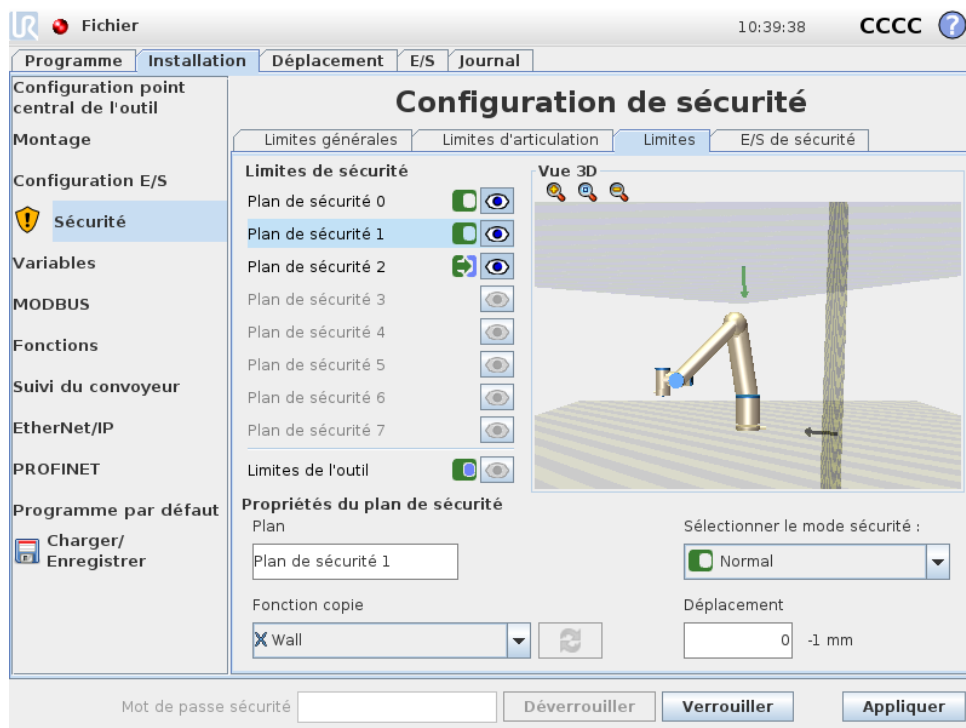 UR Fichier 10:39:38 CCCC ?
Programme Installation Déplacement E/S Journal
Configuration point
central de l'outil
Montage
Configuration E/S
Sécurité
Variables
MODBUS
Fonctions
Suivi du convoyeur
EtherNet/IP
PROFINET
Programme par défaut
Charger/
Enregistrer
Configuration de sécurité
Limites générales Limites d'articulation Limites E/S de sécurité
Limites de sécurité
Plan de sécurité 0
Plan de sécurité 1
Plan de sécurité 2
Plan de sécurité 3
Plan de sécurité 4
Plan de sécurité 5
Plan de sécurité 6
Plan de sécurité 7
Limites de l'outil
Vue 3D
Propriétés du plan de sécurité
Plan
Plan de sécurité 1
Fonction copie
Wall
Sélectionner le mode sécurité :
Normal
Déplacement
0 -1 mm
Mot de passe sécurité Déverrouiller Verrouiller Appliquer